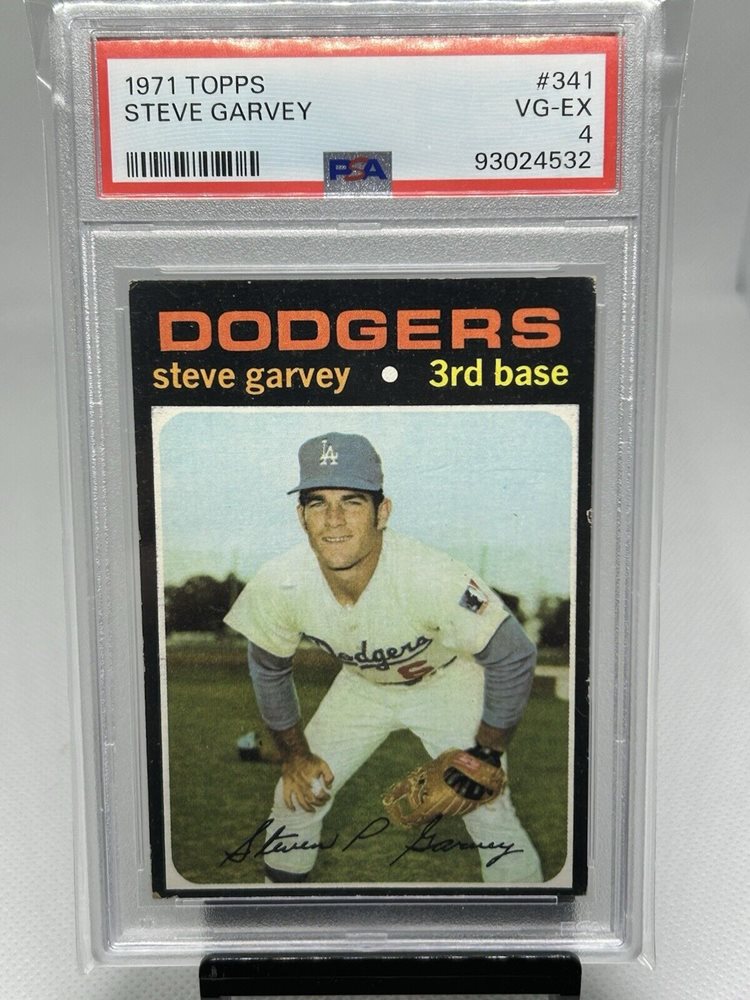 1971 TOPPS #341
STEVE GARVEY VG-EX
4
PSA 93024532
DODGERS
steve garvey • 3rd base
LA
Dodgers
Steven P Garvey